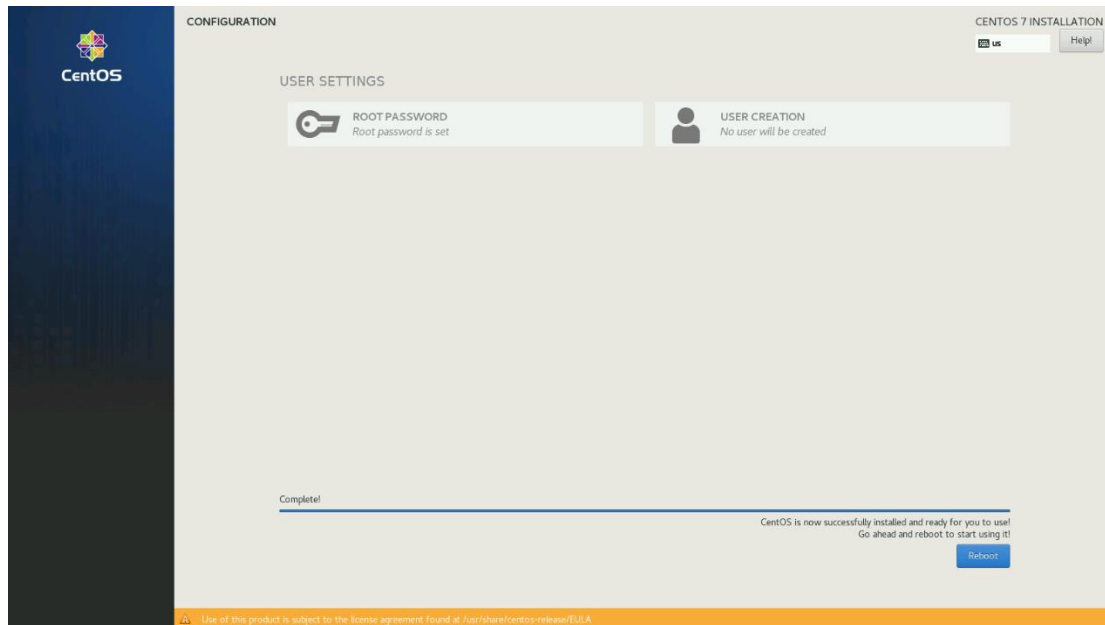 CentOS
CONFIGURATION
CENTOS 7 INSTALLATION
us
Help!
USER SETTINGS
ROOT PASSWORD
Root password is set
USER CREATION
No user will be created
Complete!
CentOS is now successfully installed and ready for you to use!
Go ahead and reboot to start using it!
Reboot
Use of this product is subject to the license agreement found at /usr/share/centos-release/EULA